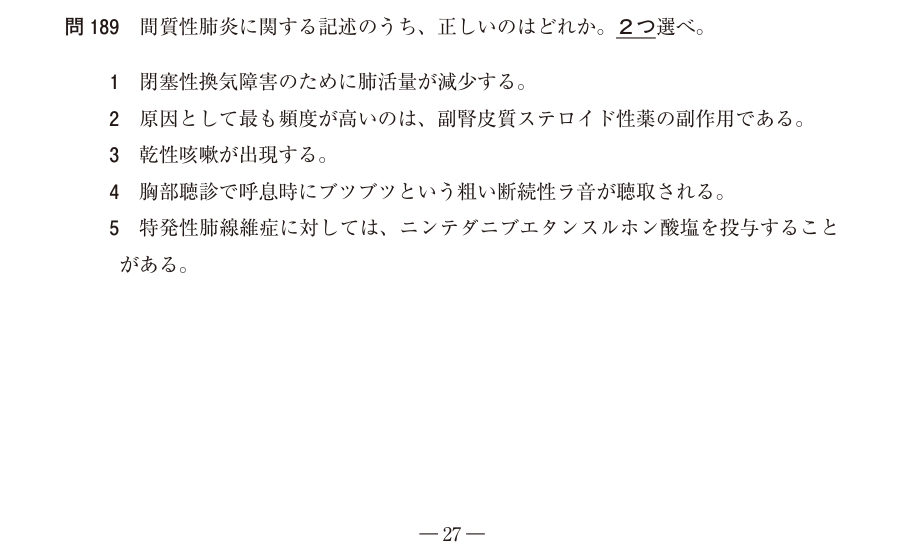 問 189 間質性肺炎に関する記述のうち、正しいのはどれか。2つ選べ。
1 閉塞性換気障害のために肺活量が減少する。
2 原因として最も頻度が高いのは、副腎皮質ステロイド性薬の副作用である。
3 乾性咳嗽が出現する。
4 胸部聴診で呼息時にブツブツという粗い断続性ラ音が聴取される。
5 特発性肺線維症に対しては、ニンテダニブエタンスルホン酸塩を投与すること
がある。
— 27 —